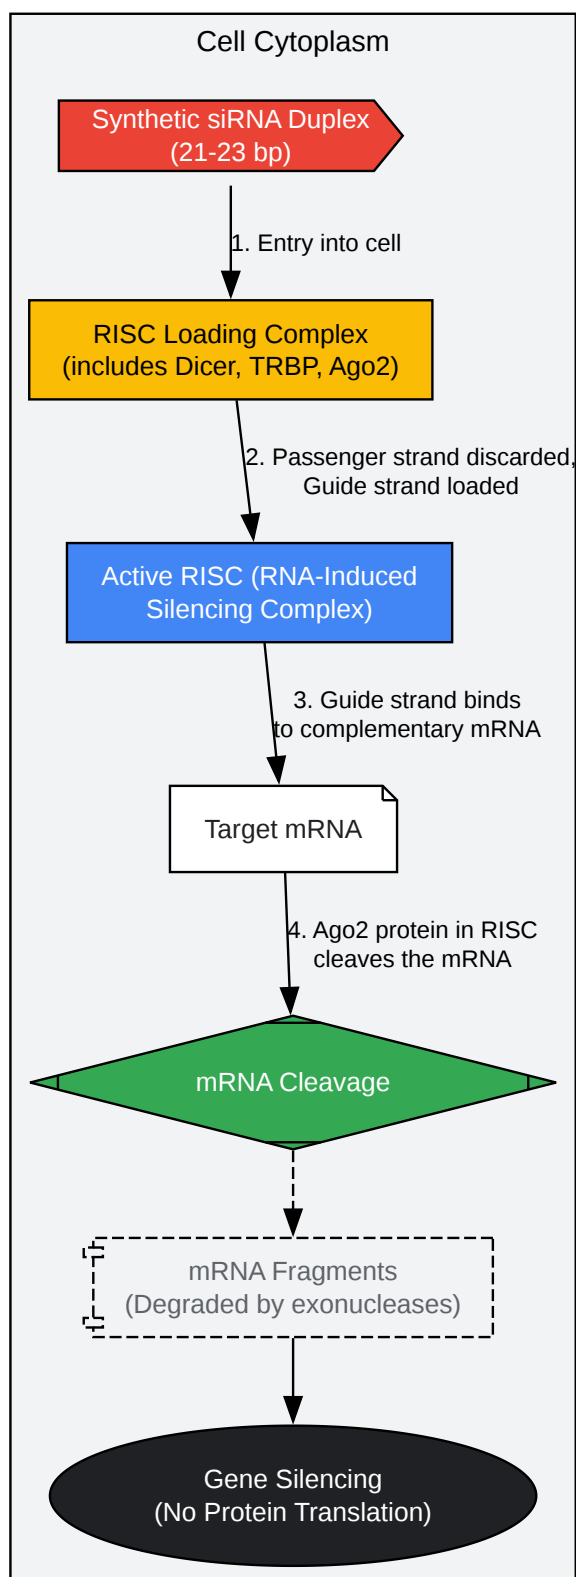 Cell Cytoplasm
Synthetic siRNA Duplex
(21-23 bp)
1. Entry into cell
RISC Loading Complex
(includes Dicer, TRBP, Ago2)
2. Passenger strand discarded,
Guide strand loaded
Active RISC (RNA-Induced
Silencing Complex)
3. Guide strand binds
to complementary mRNA
Target mRNA
4. Ago2 protein in RISC
cleaves the mRNA
mRNA Cleavage
mRNA Fragments
(Degraded by exonucleases)
Gene Silencing
(No Protein Translation)